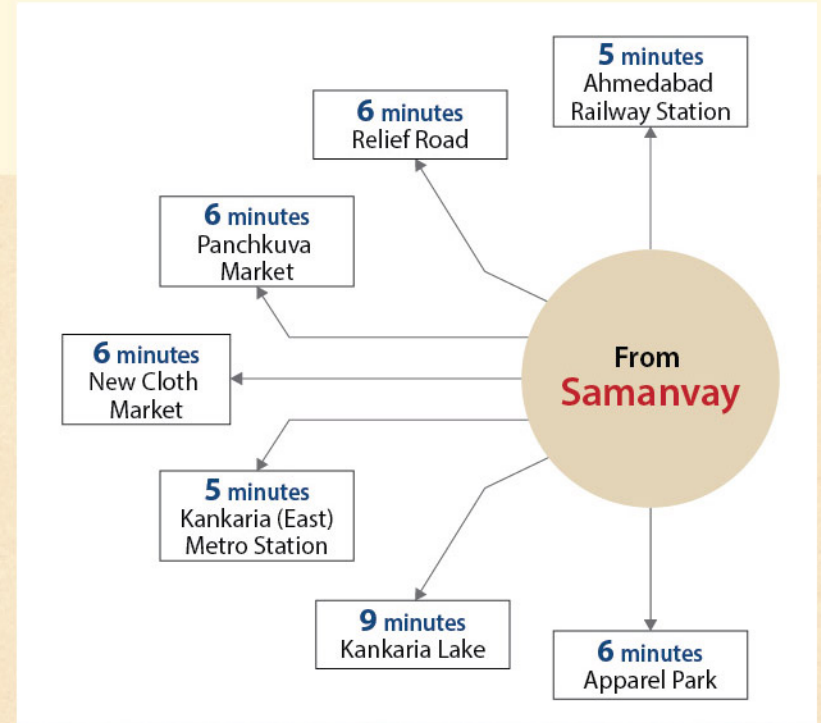 5 minutes
Ahmedabad
Railway Station
6 minutes
Relief Road
6 minutes
Panchkuva
Market
6 minutes
New Cloth
Market
From
Samanvay
5 minutes
Kankaria (East)
Metro Station
9 minutes
Kankaria Lake
6 minutes
Apparel Park